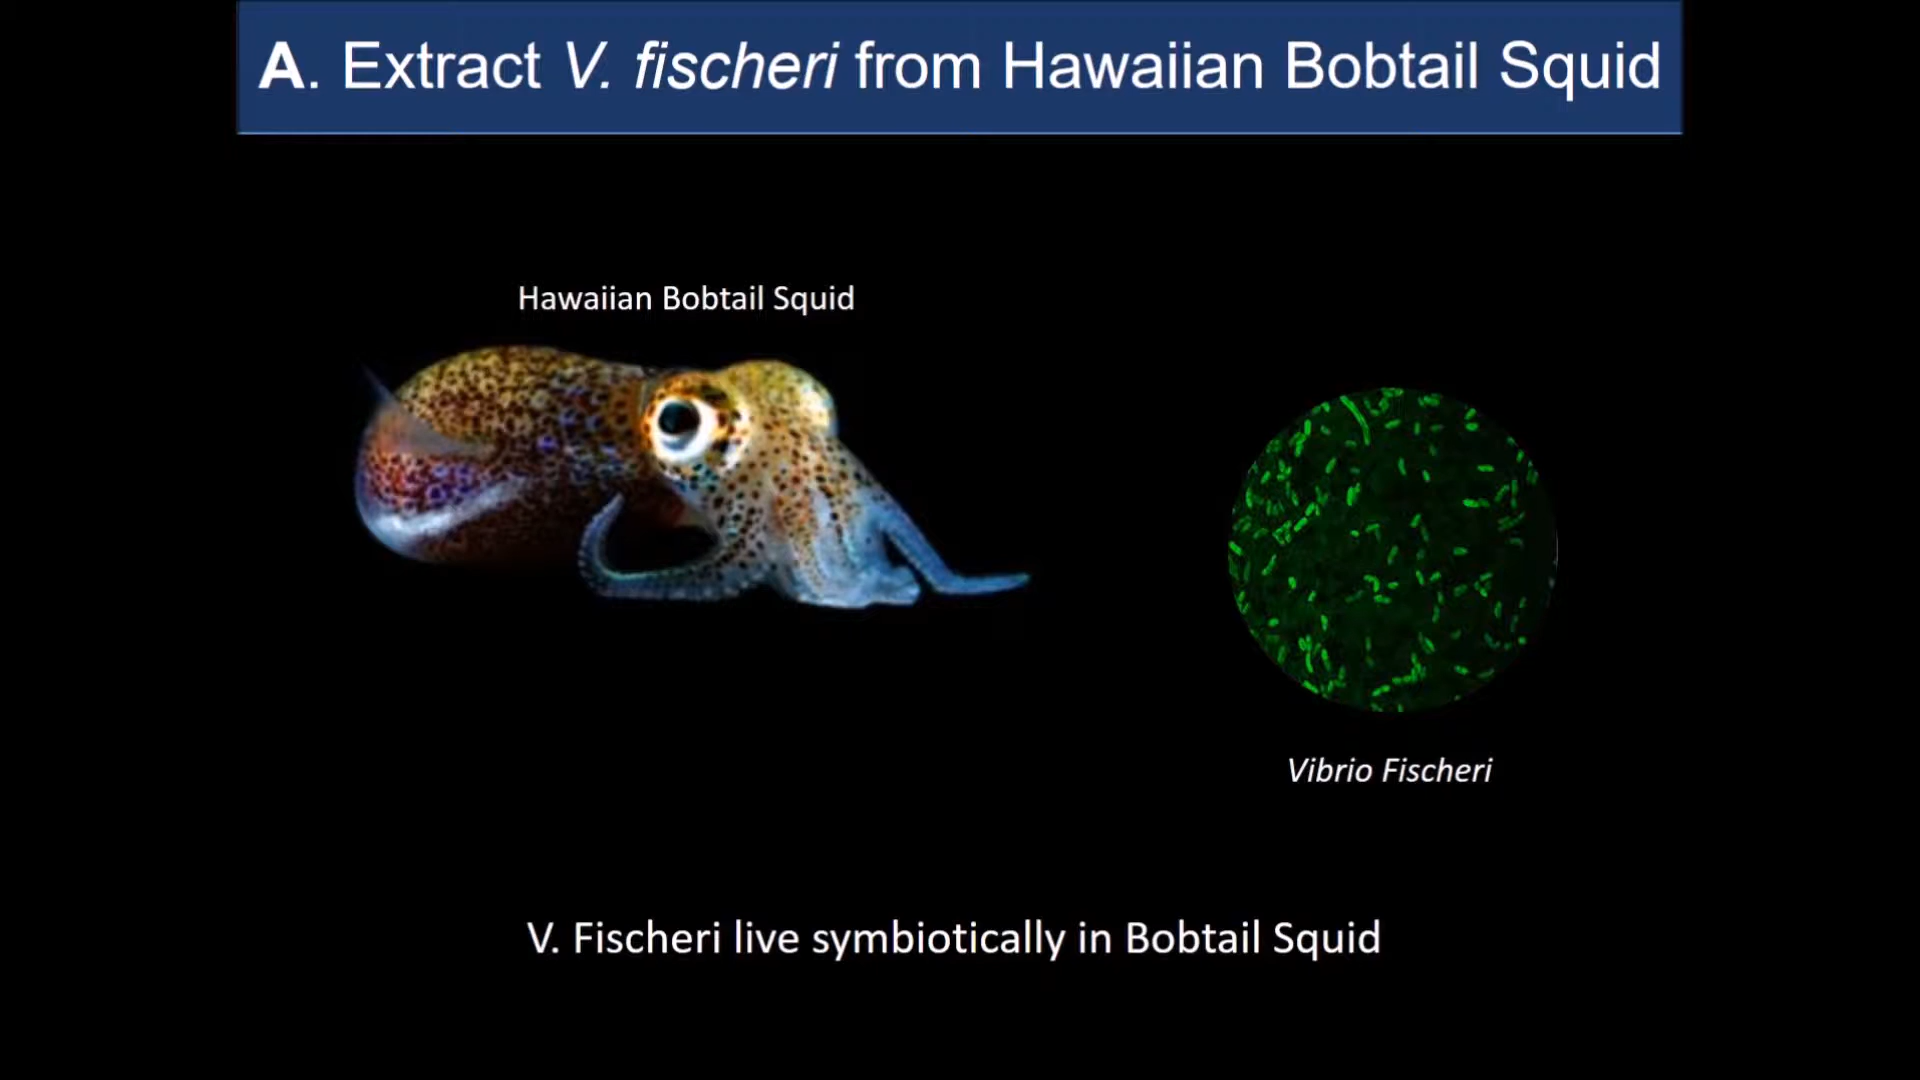 A. Extract V. fischeri from Hawaiian Bobtail Squid
Hawaiian Bobtail Squid
Vibrio Fischeri
V. Fischeri live symbiotically in Bobtail Squid